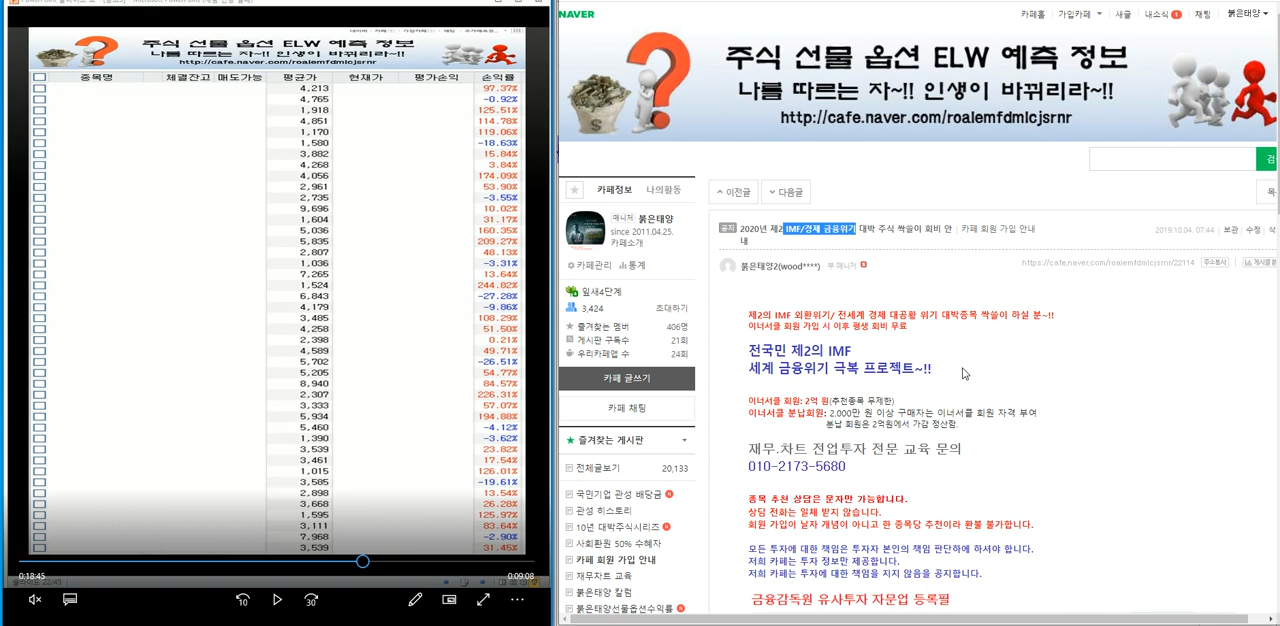 주식 선물 옵션 ELW 예측 정보
나를 따르는 자~!! 인생이 바뀌리라~!!
http://cafe.naver.com/roalemfdmlcjsrnr
종목명 체결잔고 매도가능 평균가 현재가 평가손익 손익률
4,213 97.37%
4,765 -0.92%
1,918 125.51%
4,851 114.78%
1,170 119.06%
1,580 -18.63%
3,882 15.84%
4,268 3.84%
4,056 174.09%
2,961 53.90%
2,735 -3.55%
9,696 10.02%
1,604 31.17%
5,036 160.35%
5,835 209.27%
2,807 48.13%
1,036 -3.31%
7,265 13.64%
1,524 244.82%
6,843 -27.28%
4,179 -9.86%
3,485 108.29%
4,258 51.50%
2,398 0.21%
4,589 49.71%
5,702 -26.51%
5,205 54.77%
8,940 84.57%
2,307 226.31%
3,333 57.07%
5,934 194.88%
5,460 -4.12%
1,390 -3.62%
3,539 23.82%
3,461 17.54%
1,015 126.01%
3,585 -19.61%
2,898 13.54%
3,668 26.28%
1,595 125.97%
3,111 83.64%
7,968 -2.90%
3,539 31.45%
0:18:45 0:09:08
10 30
NAVER
카페홈 가입카페 새글 내소식 1 채팅 붉은태양
주식 선물 옵션 ELW 예측 정보
나를 따르는 자~!! 인생이 바뀌리라~!!
http://cafe.naver.com/roalemfdmlcjsrnr
카페정보 나의활동
매니저 붉은태양
since 2011.04.25.
카페소개
카페관리 통계
잎새4단계
3,424 초대하기
즐겨찾는 멤버 406명
게시판 구독수 21회
우리카페앱 수 24회
카페 글쓰기
카페 채팅
즐겨찾는 게시판
전체글보기 20,133
국민기업 관성 배당금
관성 히스토리
10년 대박주식시리즈
사회환원 50% 수혜자
카페 회원 가입 안내
재무차트 교육
붉은태양 칼럼
붉은태양선물옵션수익률
이전글 다음글
공지 2020년 제2 IMF/경제 금융위기 대박 주식 싹쓸이 회비 안내 | 카페 회원 가입 안내
2019.10.04. 07:44 보관 수정
붉은태양2(wood****) 부매니저
https://cafe.naver.com/roalemfdmlcjsrnr/22114 주소복사
제2의 IMF 외환위기/ 전세계 경제 대공황 위기 대박종목 싹쓸이 하실 분~!!
이너서클 회원 가입 시 이후 평생 회비 무료
전국민 제2의 IMF
세계 금융위기 극복 프로젝트~!!
이너서클 회원: 2억 원(추천종목 무제한)
이너서클 분납회원: 2,000만 원 이상 구매자는 이너서클 회원 자격 부여
분납 회원은 2억원에서 가감 정산함.
재무.차트 전업투자 전문 교육 문의
010-2173-5680
종목 추천 상담은 문자만 가능합니다.
상담 전화는 일체 받지 않습니다.
회원 가입이 날자 개념이 아니고 한 종목당 추천이라 환불 불가합니다.
모든 투자에 대한 책임은 투자자 본인의 책임 판단하에 하셔야 합니다.
저희 카페는 투자 정보만 제공합니다.
저희 카페는 투자에 대한 책임을 지지 않음을 공지합니다.
금융감독원 유사투자 자문업 등록필